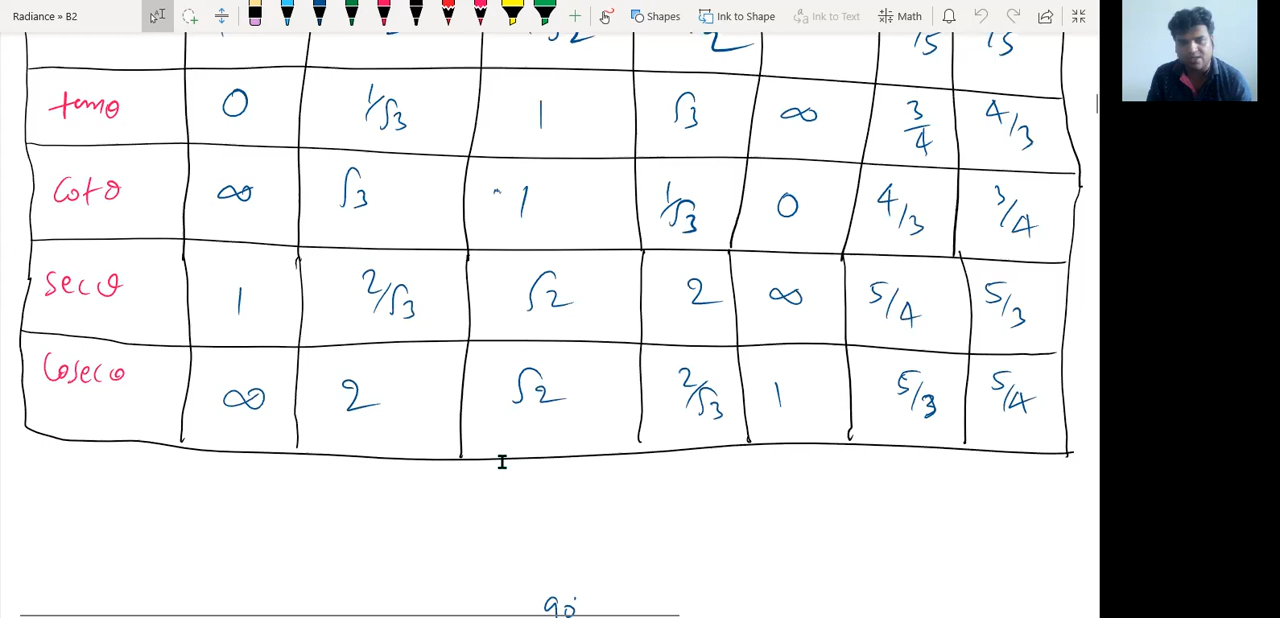 Radiance » B2
Shapes Ink to Shape Ink to Text Math
tanθ 0 1/√3 1 √3 ∞ 3/4 4/3
Cotθ ∞ √3 1 1/√3 0 4/3 3/4
Secθ 1 2/√3 √2 2 ∞ 5/4 5/3
Cosecθ ∞ 2 √2 2/√3 1 5/3 5/4
90°